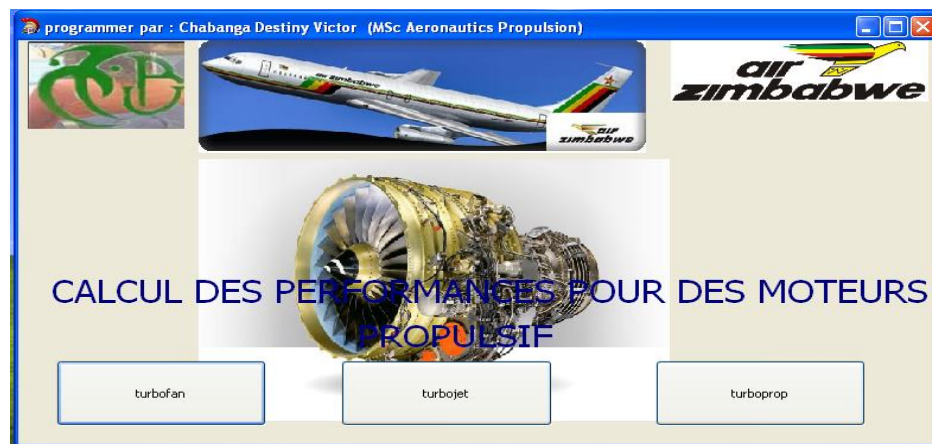 programmer par : Chabanga Destiny Victor (MSc Aeronautics Propulsion)
air zimbabwe
air
zimbabwe
air
zimbabwe
CALCUL DES PERFORMANCES POUR DES MOTEURS
PROPULSIF
turbofan
turbojet
turboprop